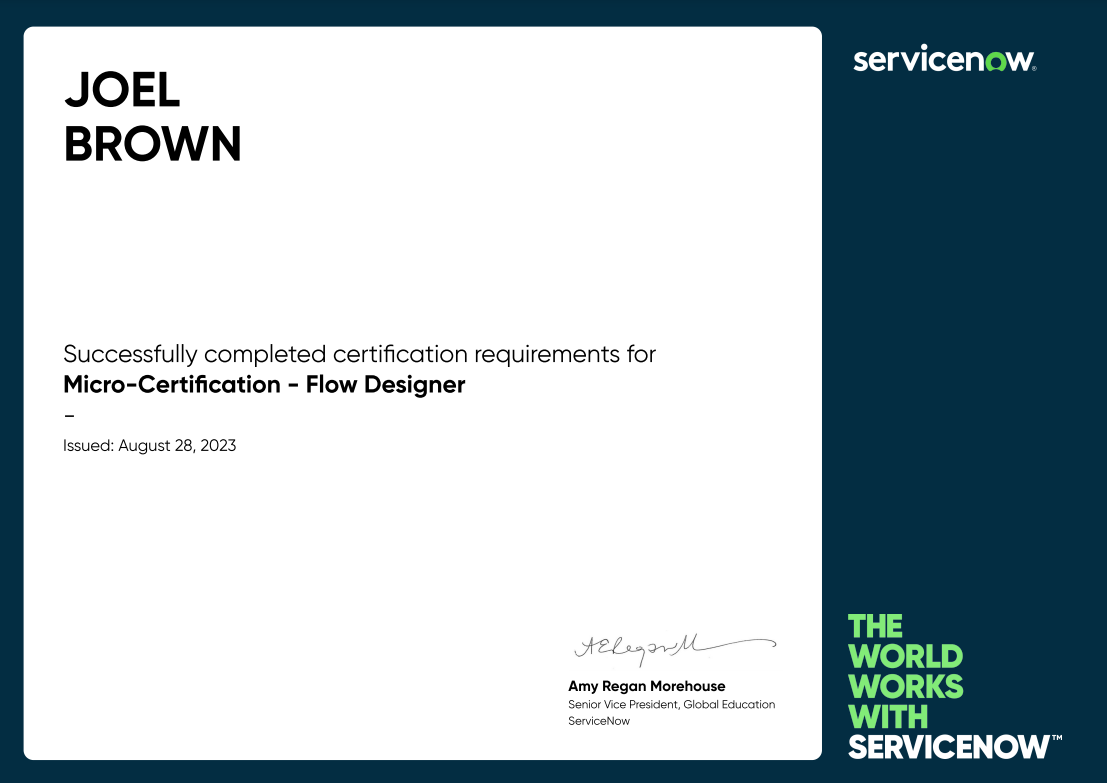 JOEL
BROWN
Successfully completed certification requirements for
Micro-Certification - Flow Designer
–
Issued: August 28, 2023
Amy Regan Morehouse
Senior Vice President, Global Education
ServiceNow
servicenow®
THE
WORLD
WORKS
WITH
SERVICENOW™